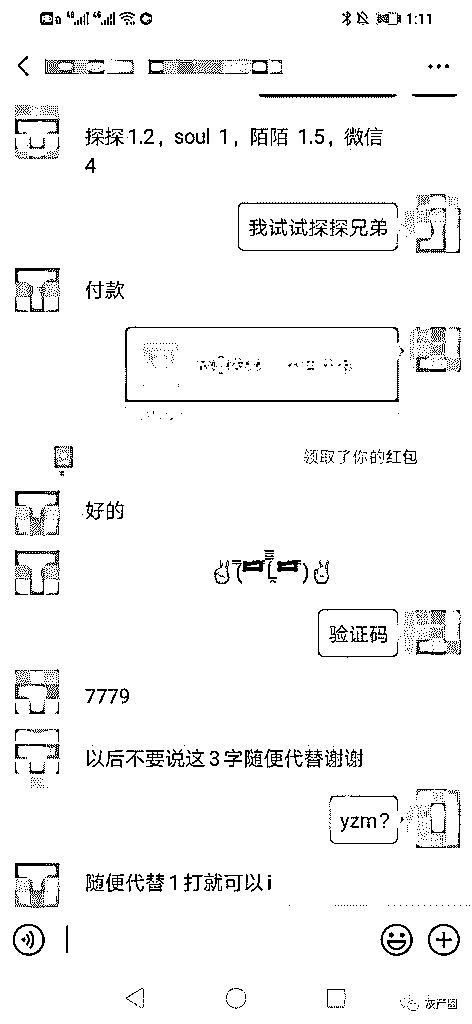 1:11
探探1.2，soul 1，陌陌 1.5，微信
4
我试试探探兄弟
付款
领取了你的红包
好的
验证码
7779
以后不要说这3字随便代替谢谢
yzm?
随便代替1打就可以i
灰产圈